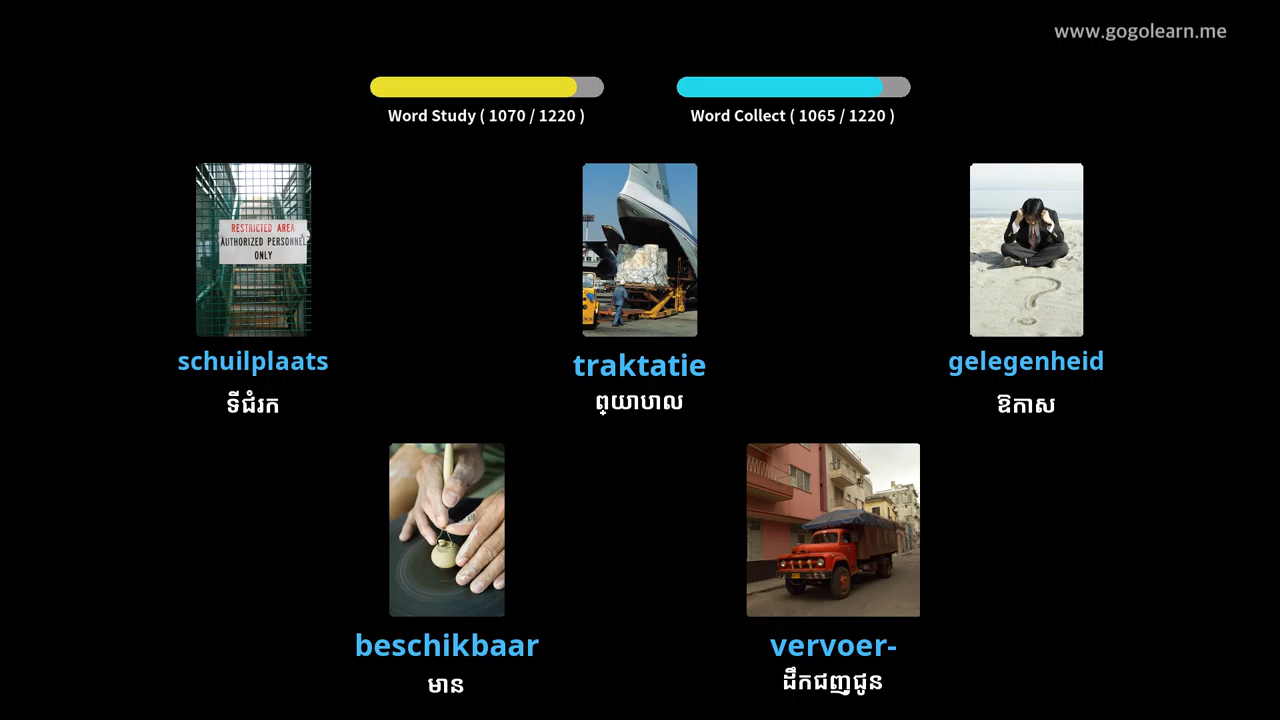 www.gogolearn.me
Word Study ( 1070 / 1220 )
Word Collect ( 1065 / 1220 )
RESTRICTED AREA
AUTHORIZED PERSONNEL
ONLY
schuilplaats
ទីជំរក
traktatie
ព្យាបាល
gelegenheid
ឱកាស
beschikbaar
មាន
vervoer-
ដឹកជញ្ជូន